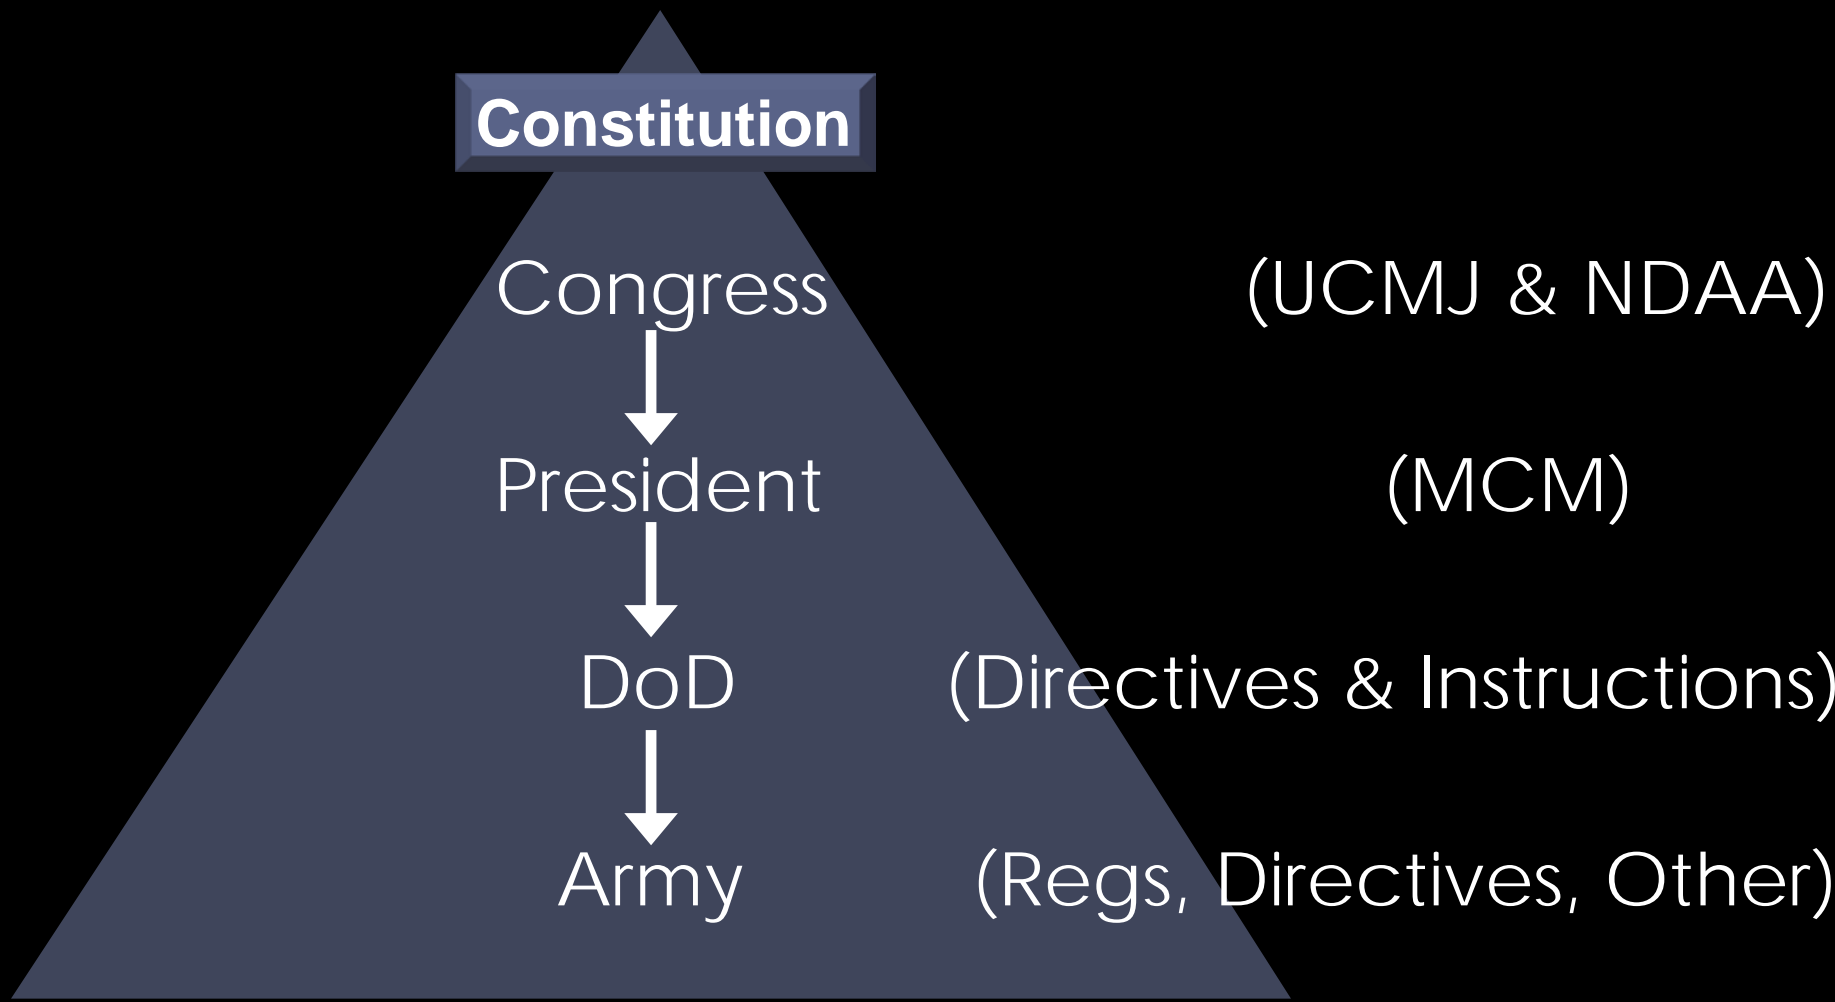 Constitution
Congress (UCMJ & NDAA)
President (MCM)
DoD (Directives & Instructions)
Army (Regs, Directives, Other)